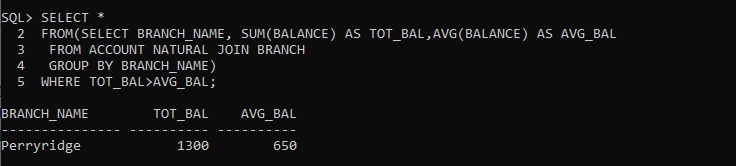 SQL> SELECT *
  2  FROM(SELECT BRANCH_NAME, SUM(BALANCE) AS TOT_BAL,AVG(BALANCE) AS AVG_BAL
  3   FROM ACCOUNT NATURAL JOIN BRANCH
  4   GROUP BY BRANCH_NAME)
  5  WHERE TOT_BAL>AVG_BAL;

BRANCH_NAME        TOT_BAL    AVG_BAL
--------------- ---------- ----------
Perryridge            1300        650